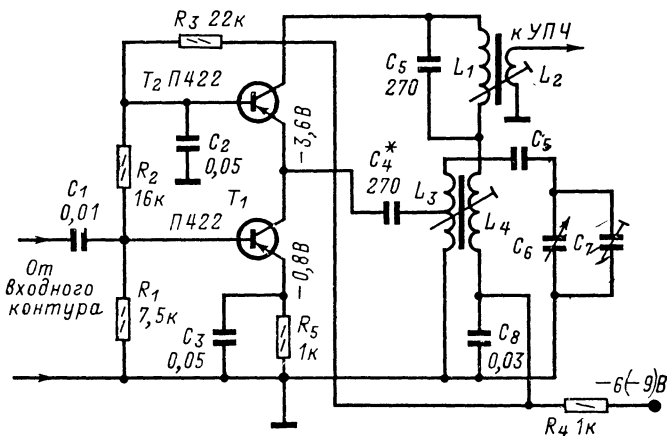 R3 22к
к УПЧ
C5
270
L1
L2
T2 П422
C2
0,05
−3,6В
C4*
270
C5
R2
16к
T1
L3
L4
C1
0,01
П422
C6
C7
−0,8В
От
входного
контура
R1
7,5к
C3
0,05
R5
1к
C8
0,03
−6(−9)В
R4 1к